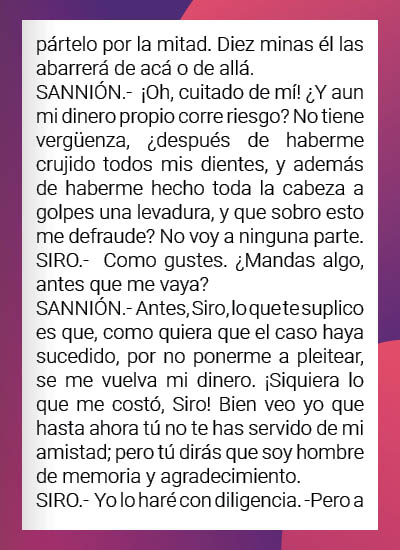 pártelo por la mitad. Diez minas él las
abarrerá de acá o de allá.
SANNIÓN.- ¡Oh, cuitado de mí! ¿Y aun
mi dinero propio corre riesgo? No tiene
vergüenza, ¿después de haberme
crujido todos mis dientes, y además
de haberme hecho toda la cabeza a
golpes una levadura, y que sobro esto
me defraude? No voy a ninguna parte.
SIRO.- Como gustes. ¿Mandas algo,
antes que me vaya?
SANNIÓN.- Antes, Siro, lo que te suplico
es que, como quiera que el caso haya
sucedido, por no ponerme a pleitear,
se me vuelva mi dinero. ¡Siquiera lo
que me costó, Siro! Bien veo yo que
hasta ahora tú no te has servido de mi
amistad; pero tú dirás que soy hombre
de memoria y agradecimiento.
SIRO.- Yo lo haré con diligencia. -Pero a